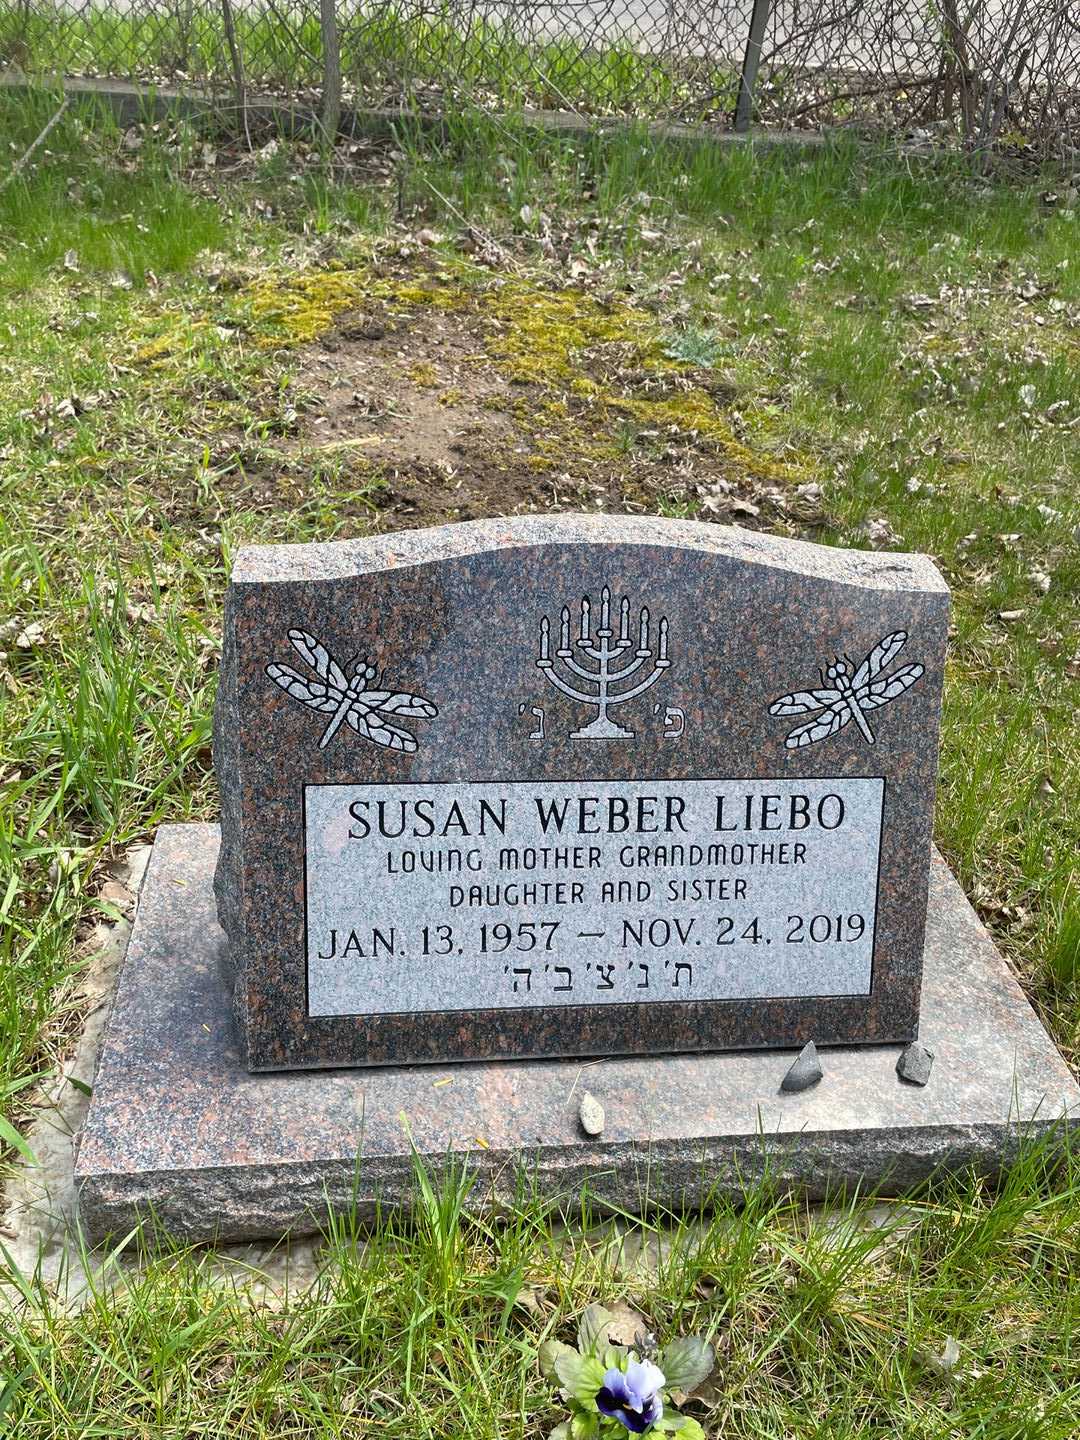 פ' נ'
SUSAN WEBER LIEBO
LOVING MOTHER GRANDMOTHER
DAUGHTER AND SISTER
JAN. 13, 1957 – NOV. 24, 2019
ת' נ' צ' ב' ה'